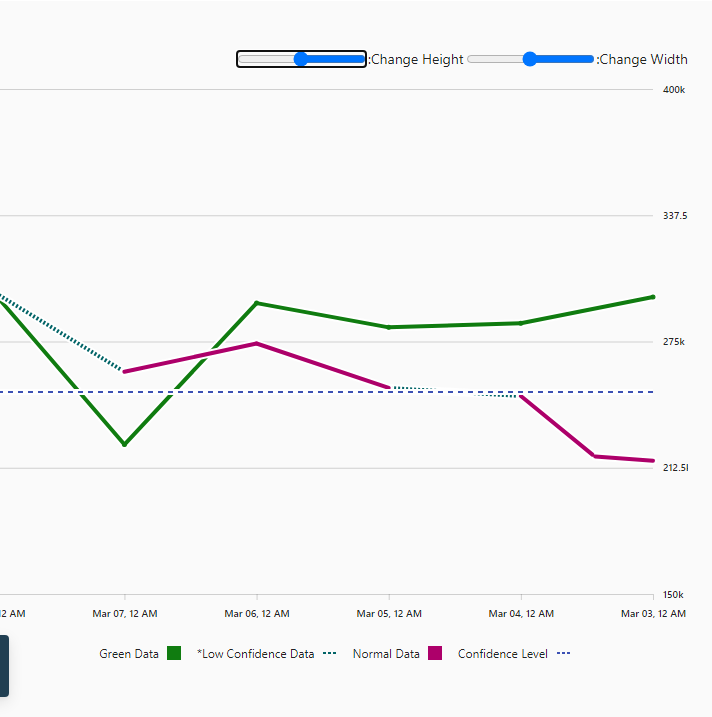 :Change Height :Change Width
400k
337.5
275k
212.5l
150k
12 AM Mar 07, 12 AM Mar 06, 12 AM Mar 05, 12 AM Mar 04, 12 AM Mar 03, 12 AM
Green Data *Low Confidence Data Normal Data Confidence Level